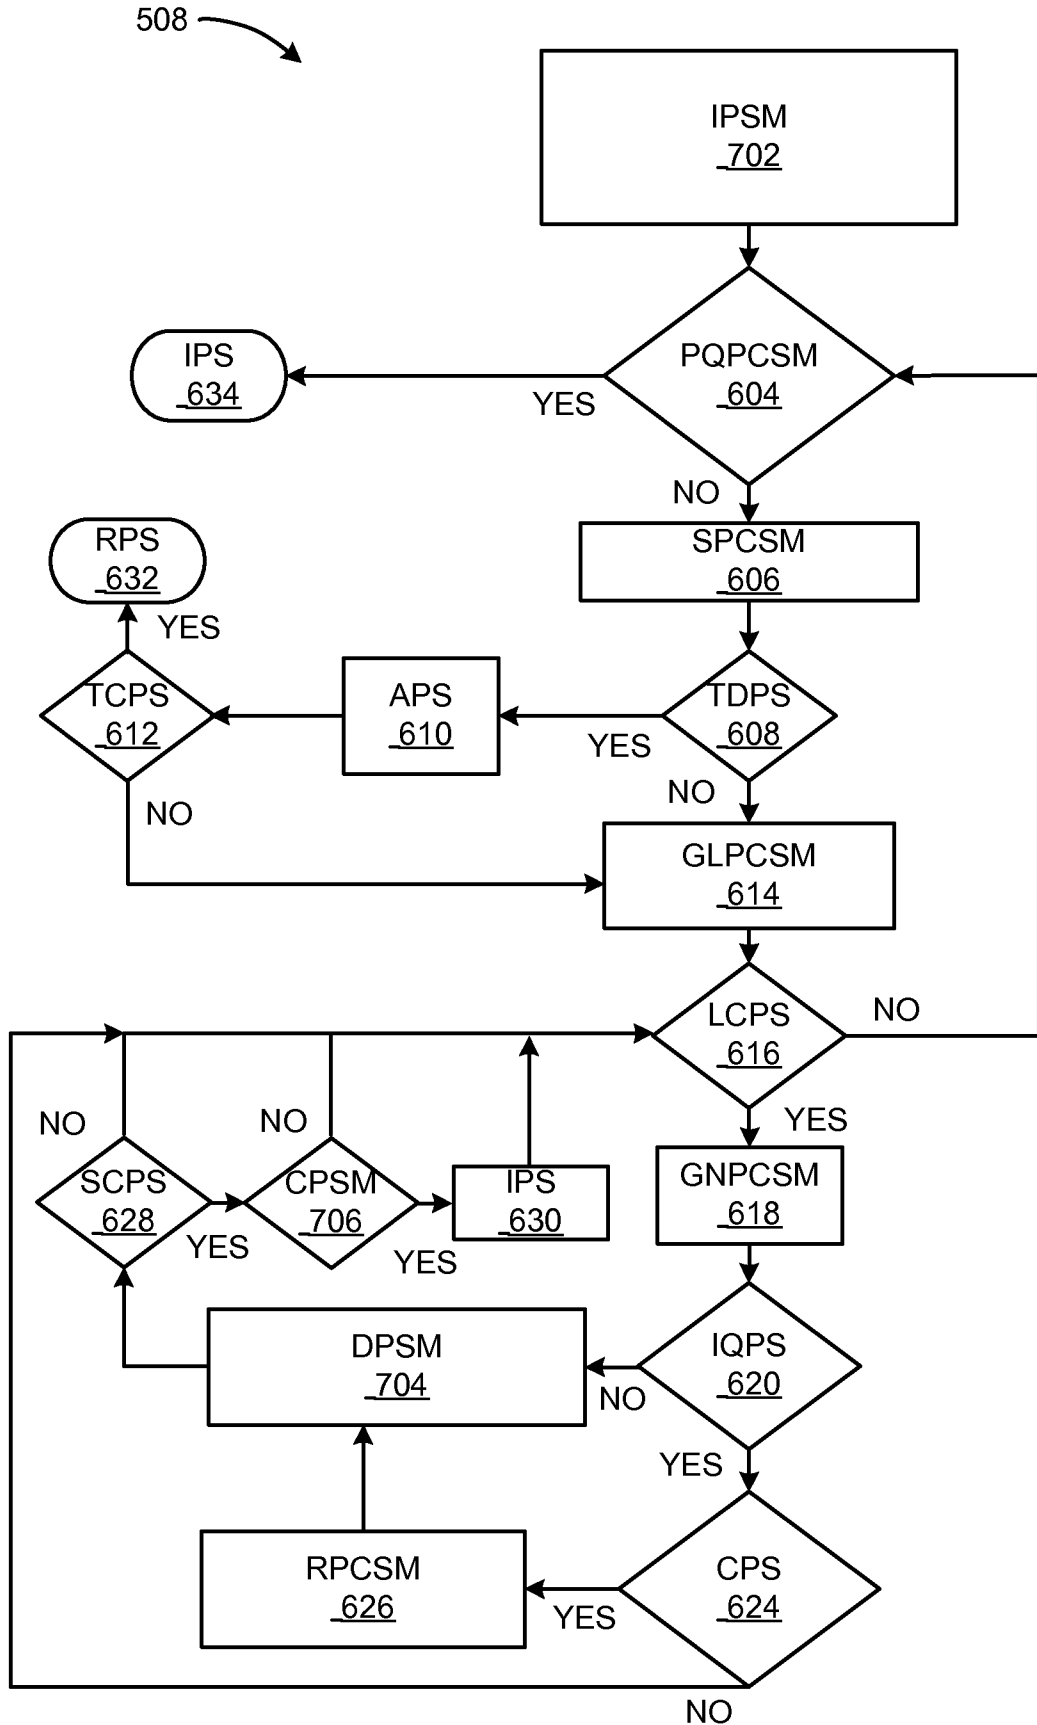 508
IPSM
702
PQPCSM
604
IPS
634
YES
NO
SPCSM
606
RPS
632
YES
TCPS
612
APS
610
TDPS
608
YES
NO
NO
GLPCSM
614
LCPS
616
NO
YES
NO
NO
SCPS
628
CPSM
706
IPS
630
GNPCSM
618
YES
YES
DPSM
704
IQPS
620
NO
YES
RPCSM
626
CPS
624
YES
NO